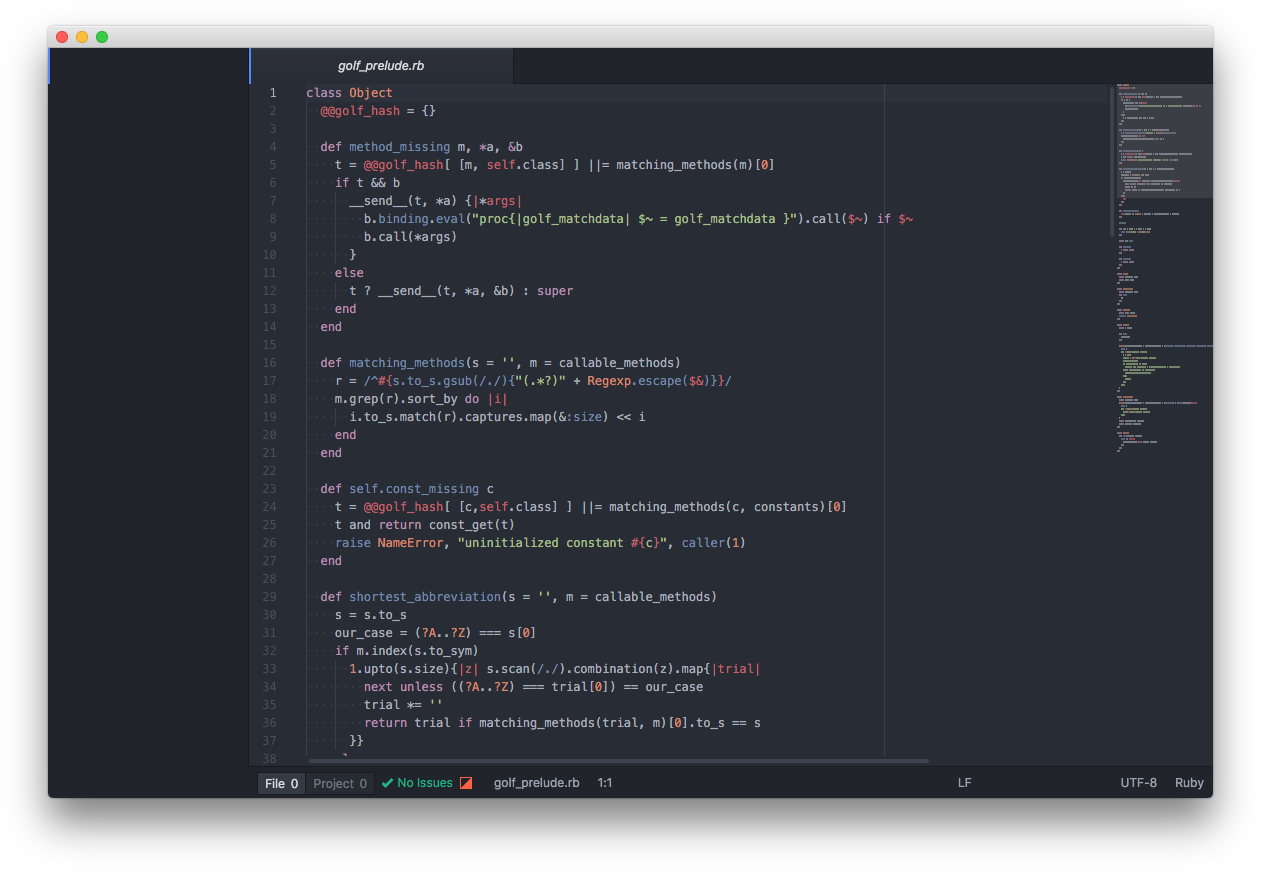 golf_prelude.rb
1 class Object
2   @@golf_hash = {}
3
4   def method_missing m, *a, &b
5     t = @@golf_hash[ [m, self.class] ] ||= matching_methods(m)[0]
6     if t && b
7       __send__(t, *a) {|*args|
8         b.binding.eval("proc{|golf_matchdata| $~ = golf_matchdata }").call($~) if $~
9         b.call(*args)
10       }
11     else
12       t ? __send__(t, *a, &b) : super
13     end
14   end
15
16   def matching_methods(s = '', m = callable_methods)
17     r = /^#{s.to_s.gsub(/./){"(.*?)" + Regexp.escape($&)}}/
18     m.grep(r).sort_by do |i|
19       i.to_s.match(r).captures.map(&:size) << i
20     end
21   end
22
23   def self.const_missing c
24     t = @@golf_hash[ [c,self.class] ] ||= matching_methods(c, constants)[0]
25     t and return const_get(t)
26     raise NameError, "uninitialized constant #{c}", caller(1)
27   end
28
29   def shortest_abbreviation(s = '', m = callable_methods)
30     s = s.to_s
31     our_case = (?A..?Z) === s[0]
32     if m.index(s.to_sym)
33       1.upto(s.size){|z| s.scan(/./).combination(z).map{|trial|
34         next unless ((?A..?Z) === trial[0]) == our_case
35         trial *= ''
36         return trial if matching_methods(trial, m)[0].to_s == s
37       }}
38
File 0 Project 0 No Issues golf_prelude.rb 1:1 LF UTF-8 Ruby